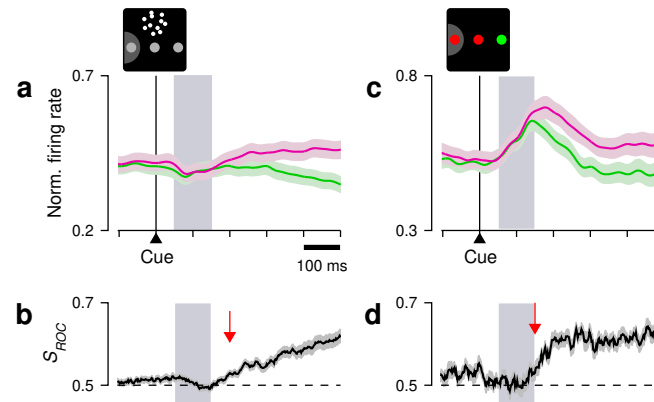 a
0.7
Norm. firing rate
0.2
Cue
100 ms
c
0.8
0.3
Cue
b
0.7
S_ROC
0.5
d
0.7
0.5